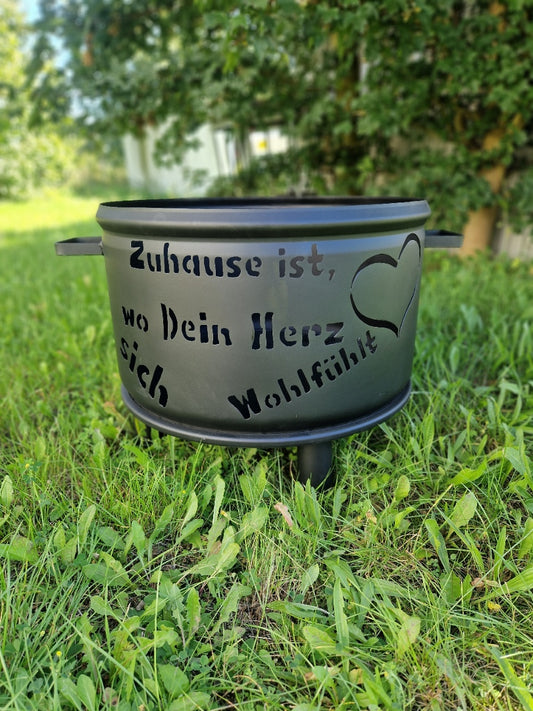 Zuhause ist,
wo Dein Herz
sich Wohlfühlt